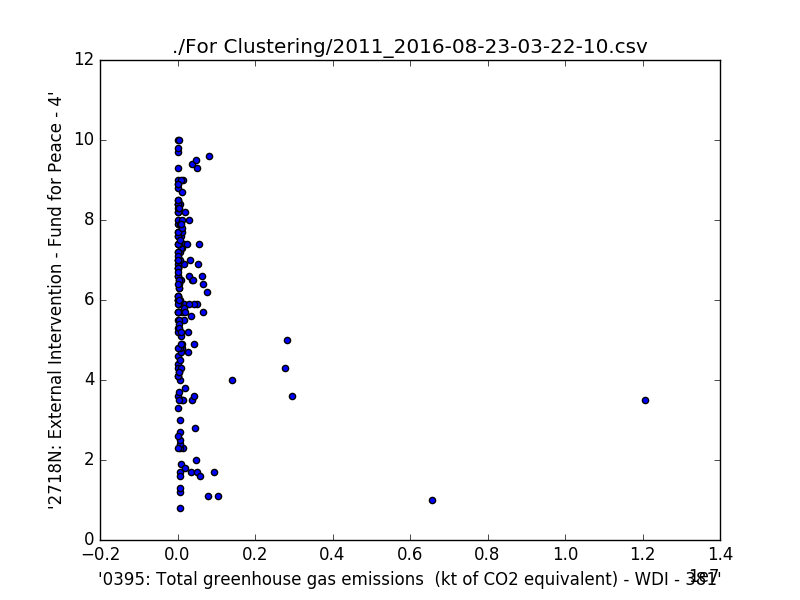 ./For Clustering/2011_2016-08-23-03-22-10.csv
12
10
8
6
4
2
0
'2718N: External Intervention - Fund for Peace - 4'
−0.2 0.0 0.2 0.4 0.6 0.8 1.0 1.2 1.4
1e7
'0395: Total greenhouse gas emissions (kt of CO2 equivalent) - WDI - 381'